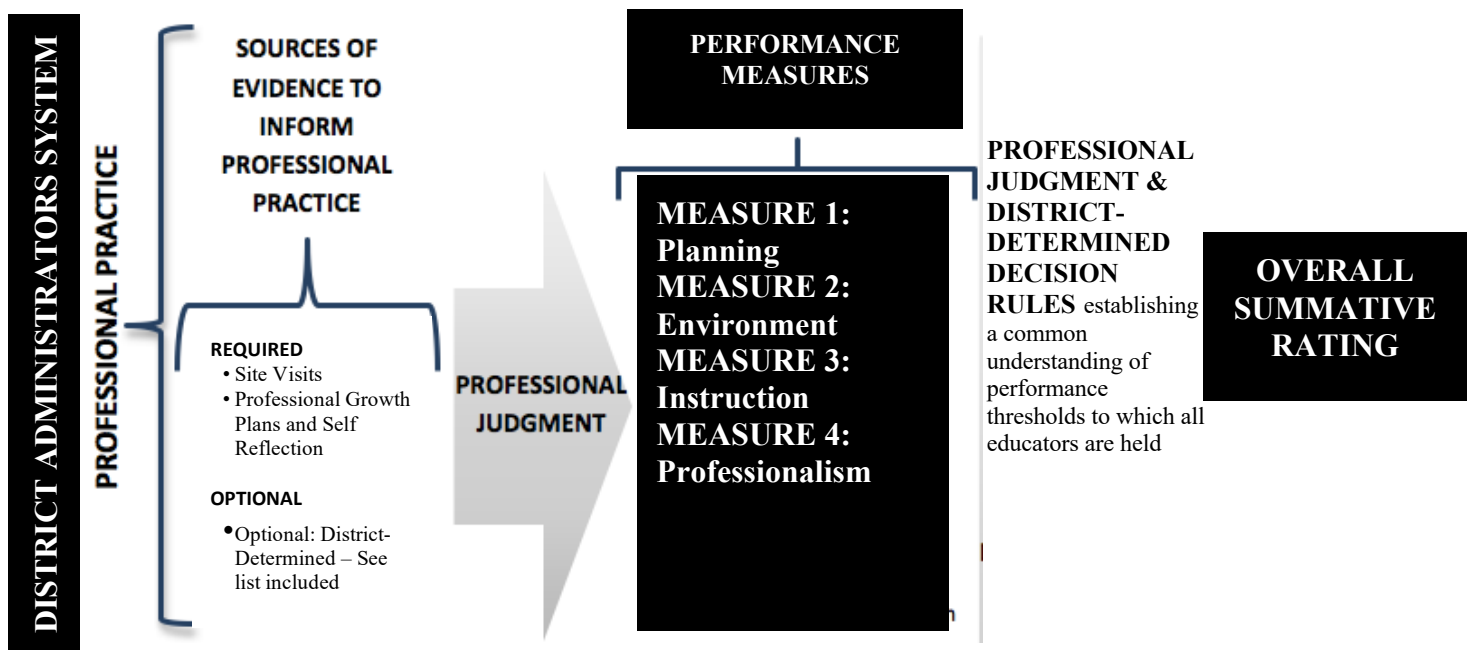 DISTRICT ADMINISTRATORS SYSTEM
PROFESSIONAL PRACTICE
SOURCES OF
EVIDENCE TO
INFORM
PROFESSIONAL
PRACTICE
REQUIRED
• Site Visits
• Professional Growth
Plans and Self
Reflection
OPTIONAL
•Optional: District-
Determined – See
list included
PROFESSIONAL
JUDGMENT
PERFORMANCE
MEASURES
MEASURE 1:
Planning
MEASURE 2:
Environment
MEASURE 3:
Instruction
MEASURE 4:
Professionalism
PROFESSIONAL
JUDGMENT &
DISTRICT-
DETERMINED
DECISION
RULES establishing
a common
understanding of
performance
thresholds to which all
educators are held
OVERALL
SUMMATIVE
RATING